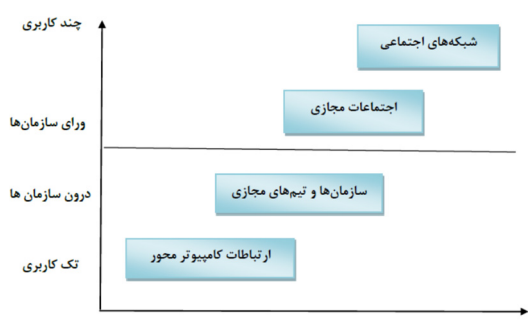 چند کاربری
شبکه‌های اجتماعی
اجتماعات مجازی
ورای سازمان‌ها
سازمان‌ها و تیم‌های مجازی
درون سازمان ها
ارتباطات کامپیوتر محور
تک کاربری